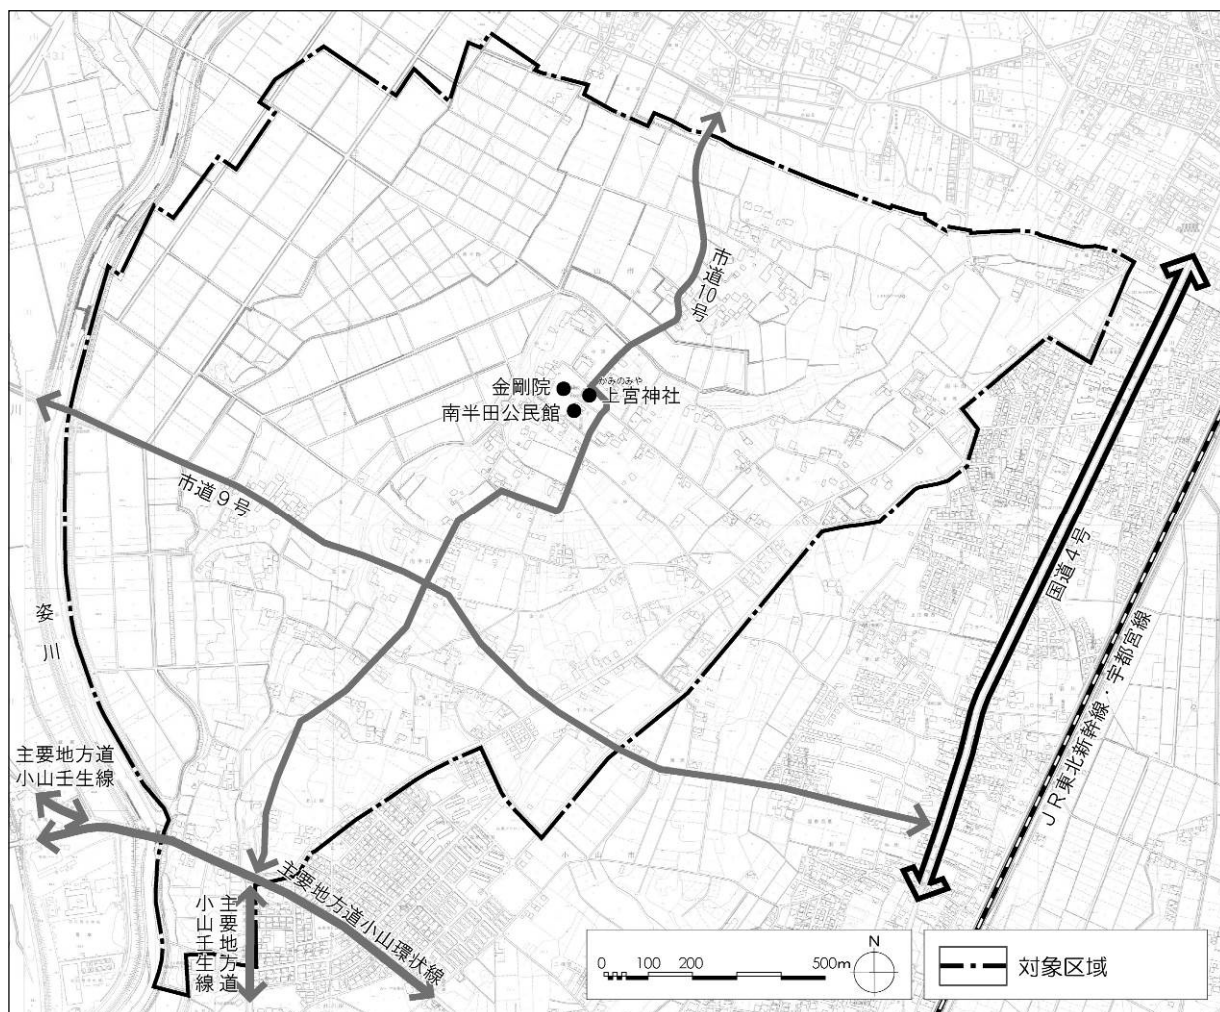 市道10号
金剛院
かみのみや
上宮神社
南半田公民館
市道９号
国道４号
ＪＲ東北新幹線・宇都宮線
姿川
主要地方道
小山壬生線
主要地方道小山環状線
主要地方道
小山壬生線
0 100 200 500m
N
対象区域